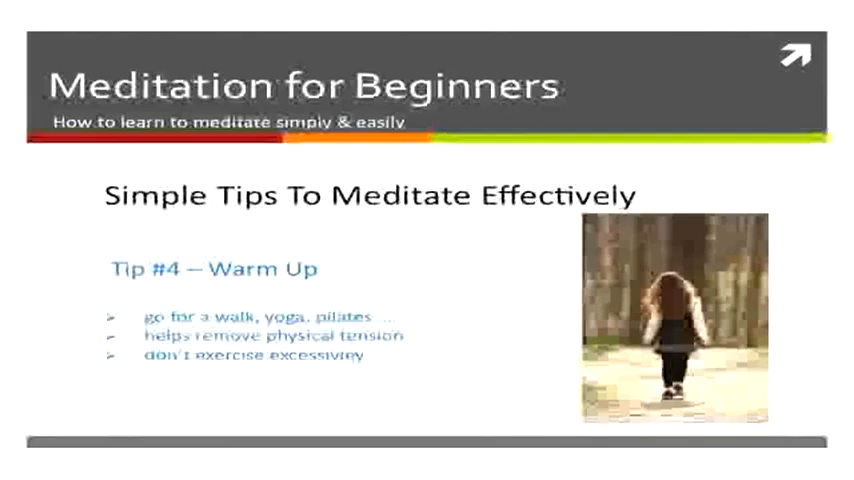 Meditation for Beginners
How to learn to meditate simply & easily
Simple Tips To Meditate Effectively
Tip #4 – Warm Up
go for a walk, yoga, pilates ....
helps remove physical tension
don't exercise excessivley